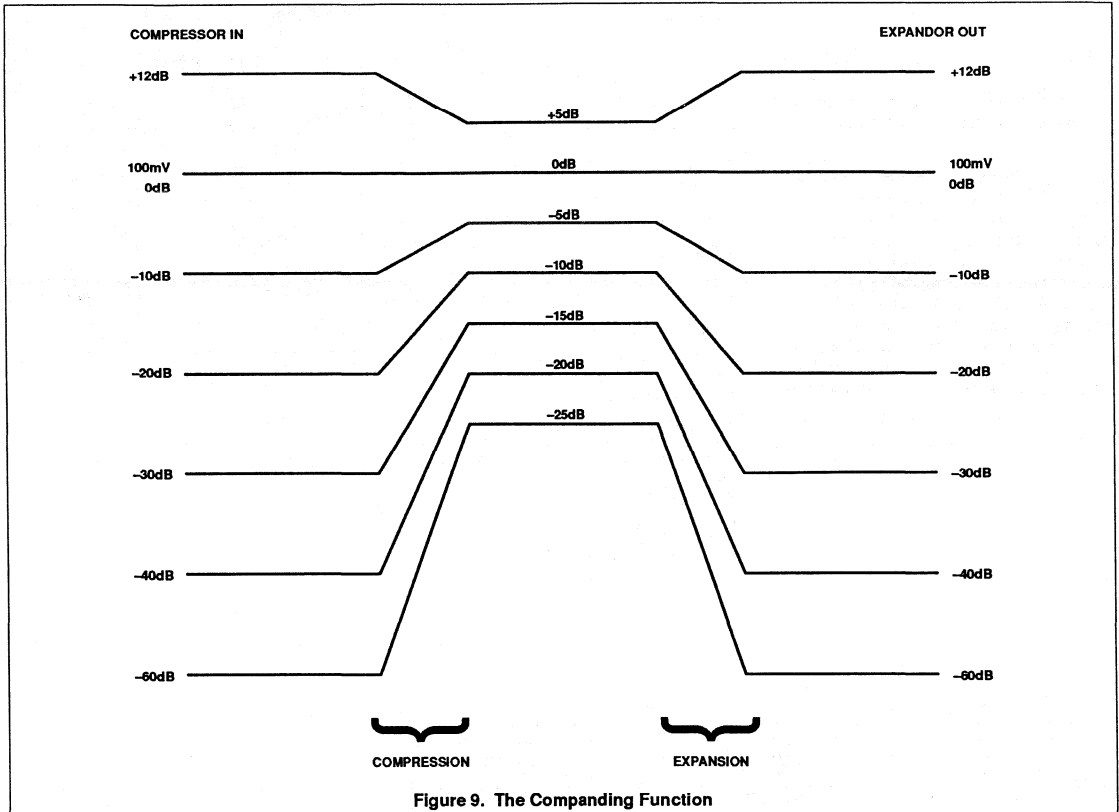 COMPRESSOR IN
EXPANDOR OUT
+12dB
+12dB
+5dB
100mV
0dB
0dB
100mV
0dB
–5dB
–10dB
–10dB
–10dB
–15dB
–20dB
–20dB
–20dB
–25dB
–30dB
–30dB
–40dB
–40dB
–60dB
–60dB
COMPRESSION
EXPANSION
Figure 9. The Companding Function